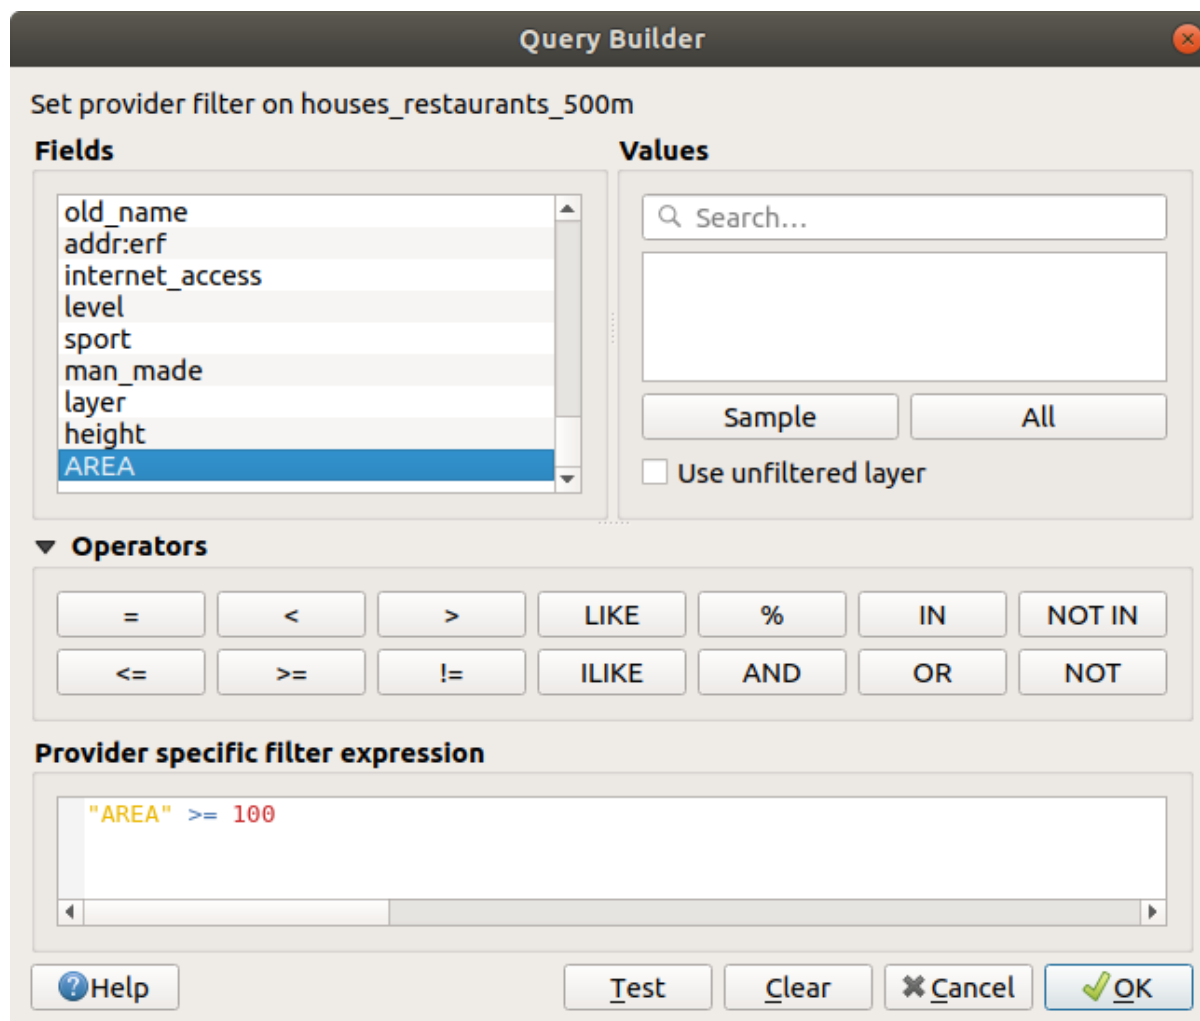 Query Builder
Set provider filter on houses_restaurants_500m
Fields
Values
old_name
addr:erf
internet_access
level
sport
man_made
layer
height
AREA
Search...
Sample
All
Use unfiltered layer
Operators
= < > LIKE % IN NOT IN
<= >= != ILIKE AND OR NOT
Provider specific filter expression
"AREA" >= 100
Help Test Clear Cancel OK